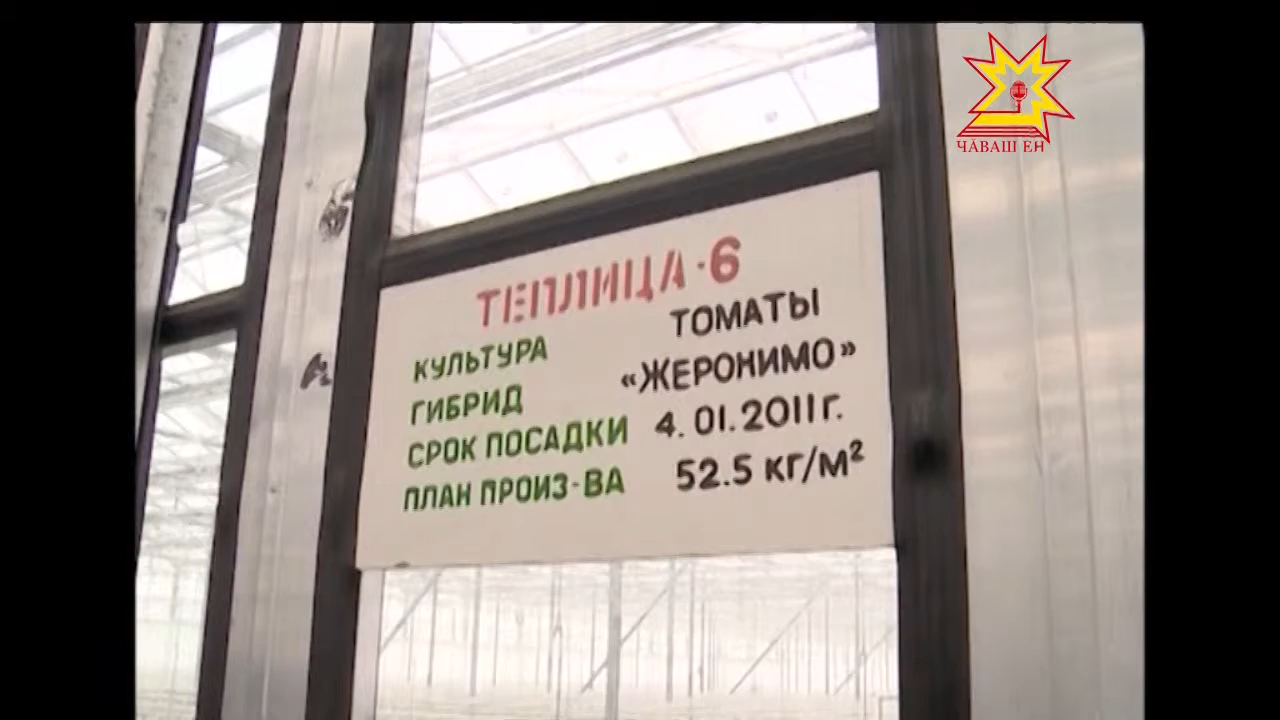 ЧӐВАШ ЕН
ТЕПЛИЦА-6
КУЛЬТУРА ТОМАТЫ
ГИБРИД «ЖЕРОНИМО»
СРОК ПОСАДКИ 4.01.2011г.
ПЛАН ПРОИЗ-ВА 52.5 кг/м²